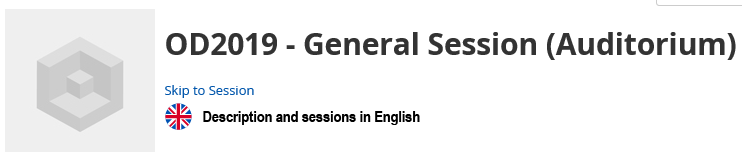 OD2019 - General Session (Auditorium)
Skip to Session
Description and sessions in English